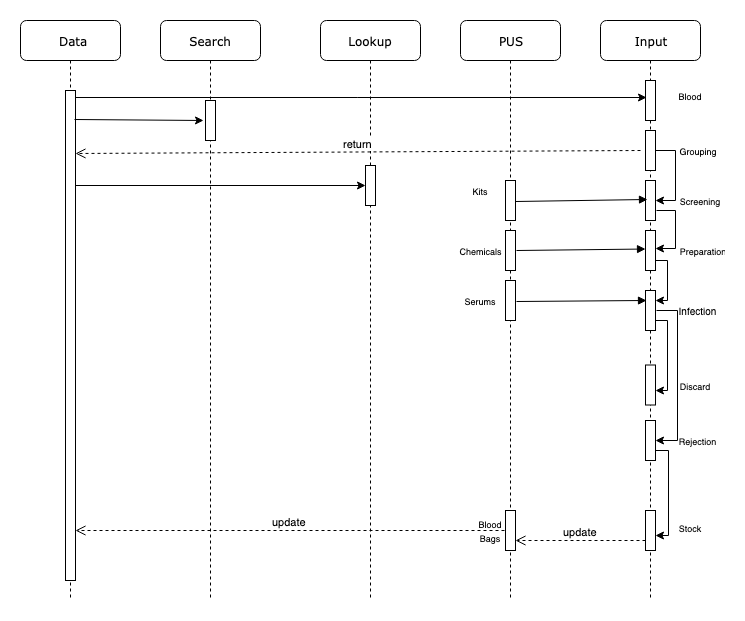 Data
Search
Lookup
PUS
Input
Blood
return
Grouping
Kits
Screening
Chemicals
Preparation
Serums
Infection
Discard
Rejection
update
Blood
Bags
update
Stock